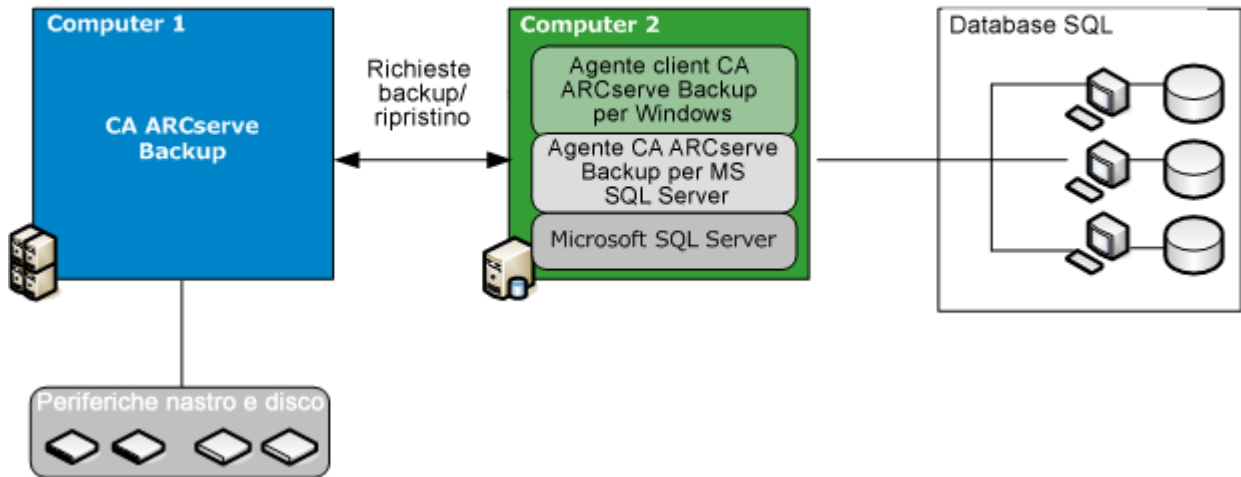 Computer 1
CA ARCserve
Backup
Richieste
backup/
ripristino
Computer 2
Agente client CA
ARCserve Backup
per Windows
Agente CA ARCserve
Backup per MS
SQL Server
Microsoft SQL Server
Database SQL
Periferiche nastro e disco